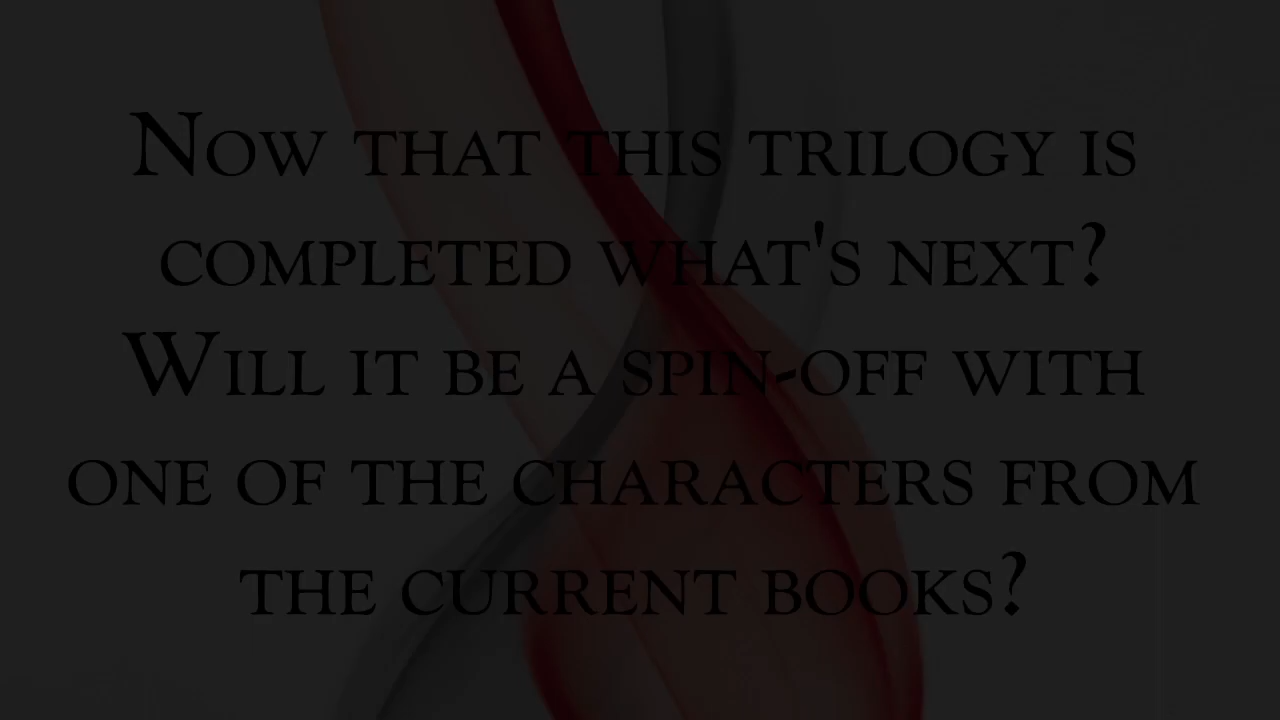 Now that this trilogy is
completed what's next?
Will it be a spin-off with
one of the characters from
the current books?